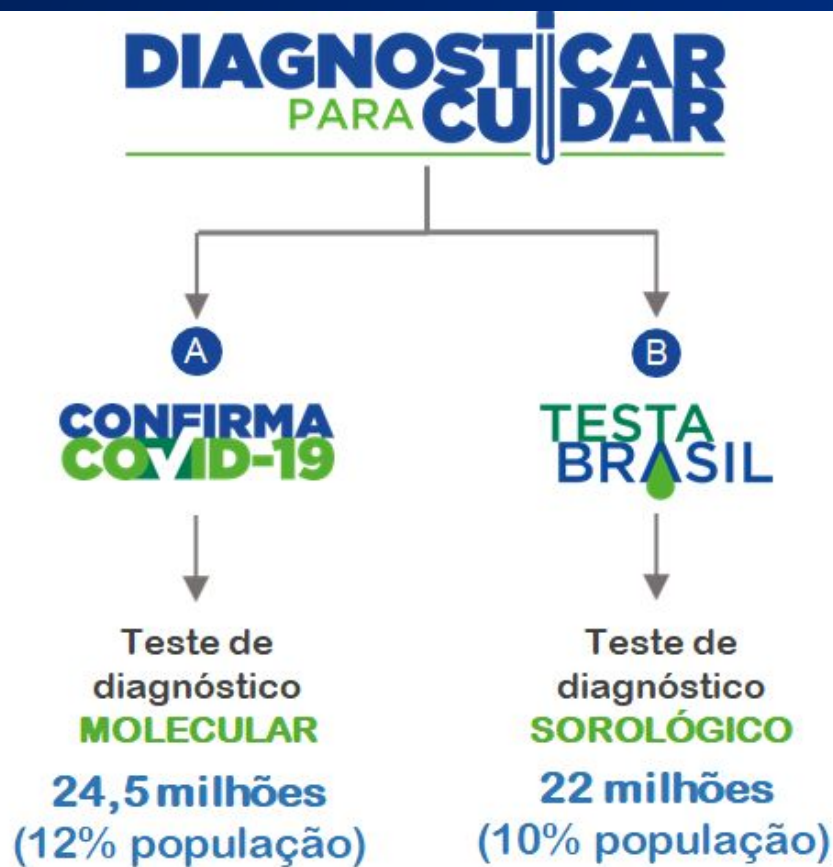 DIAGNOSTICAR
PARA CUIDAR
A
CONFIRMA
COVID-19
Teste de
diagnóstico
MOLECULAR
24,5 milhões
(12% população)
B
TESTA
BRASIL
Teste de
diagnóstico
SOROLÓGICO
22 milhões
(10% população)